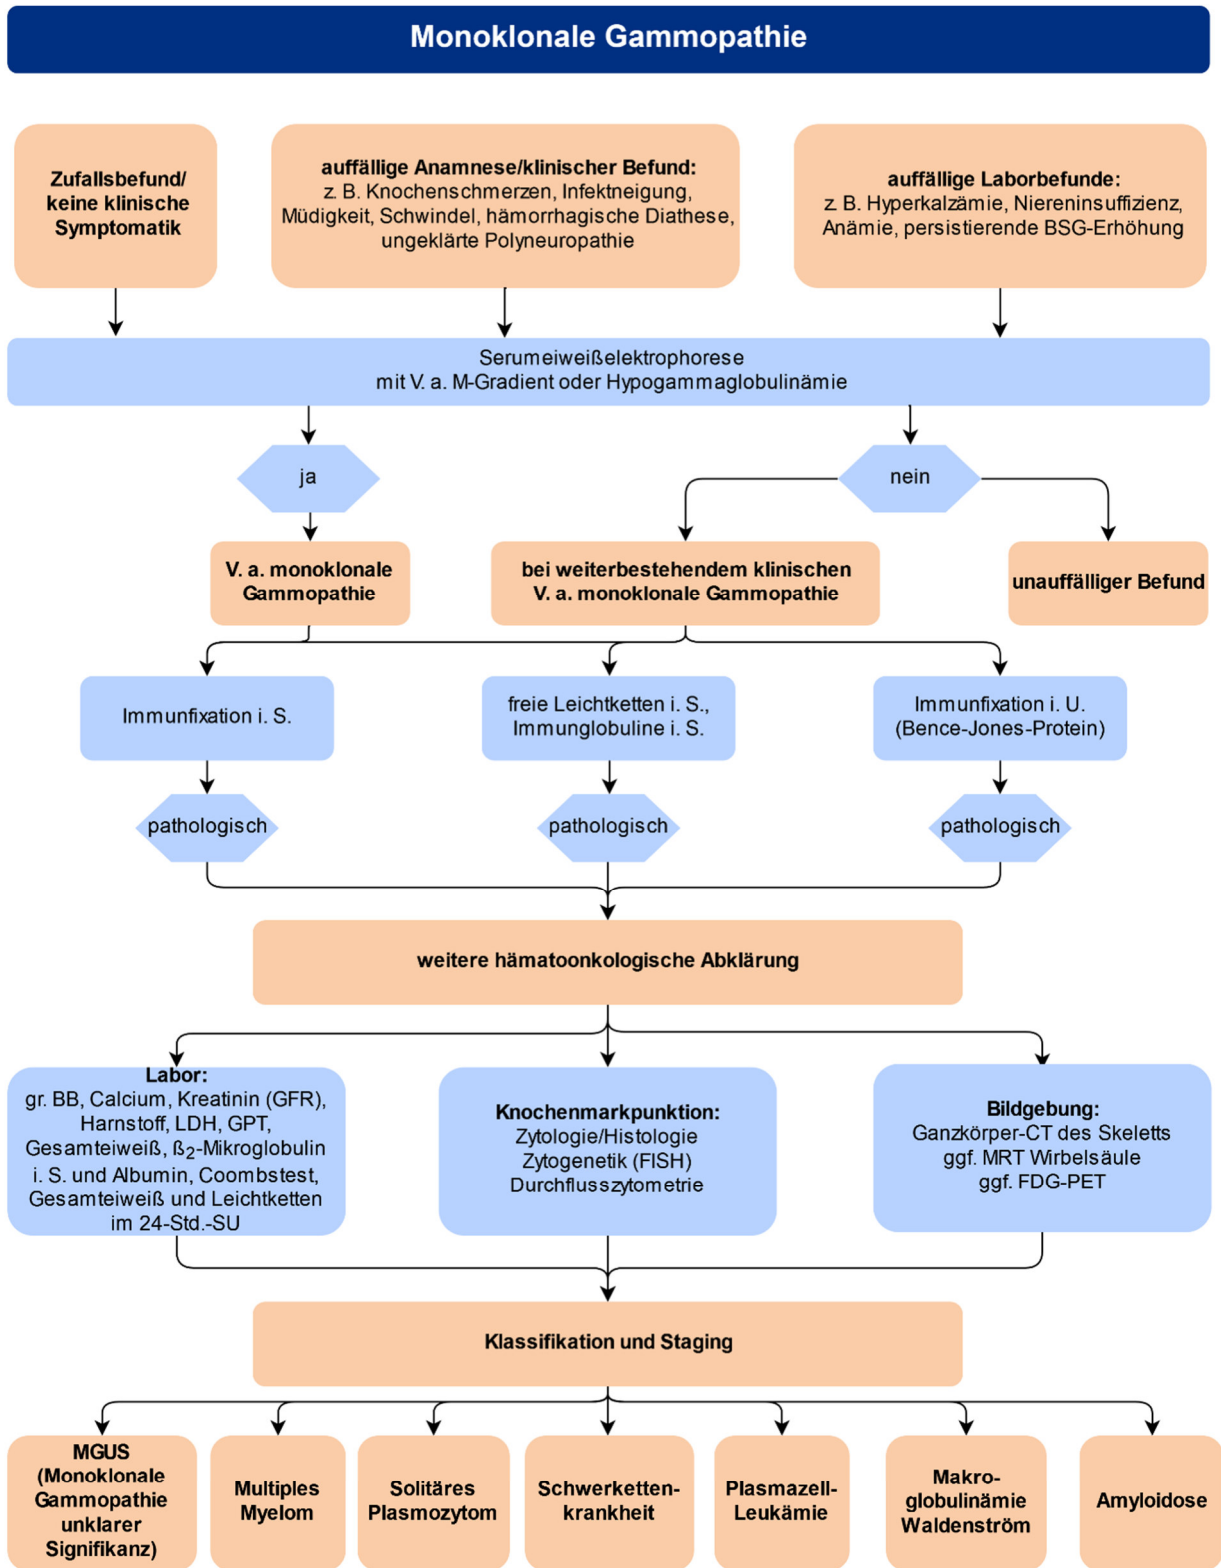 Monoklonale Gammopathie
Zufallsbefund/
keine klinische
Symptomatik
auffällige Anamnese/klinischer Befund:
z. B. Knochenschmerzen, Infektneigung,
Müdigkeit, Schwindel, hämorrhagische Diathese,
ungeklärte Polyneuropathie
auffällige Laborbefunde:
z. B. Hyperkalzämie, Niereninsuffizienz,
Anämie, persistierende BSG-Erhöhung
Serumeiweißelektrophorese
mit V. a. M-Gradient oder Hypogammaglobulinämie
ja
nein
V. a. monoklonale
Gammopathie
bei weiterbestehendem klinischen
V. a. monoklonale Gammopathie
unauffälliger Befund
Immunfixation i. S.
freie Leichtketten i. S.,
Immunglobuline i. S.
Immunfixation i. U.
(Bence-Jones-Protein)
pathologisch
pathologisch
pathologisch
weitere hämatoonkologische Abklärung
Labor:
gr. BB, Calcium, Kreatinin (GFR),
Harnstoff, LDH, GPT,
Gesamteiweiß, ß₂-Mikroglobulin
i. S. und Albumin, Coombstest,
Gesamteiweiß und Leichtketten
im 24-Std.-SU
Knochenmarkpunktion:
Zytologie/Histologie
Zytogenetik (FISH)
Durchflusszytometrie
Bildgebung:
Ganzkörper-CT des Skeletts
ggf. MRT Wirbelsäule
ggf. FDG-PET
Klassifikation und Staging
MGUS
(Monoklonale
Gammopathie
unklarer
Signifikanz)
Multiples
Myelom
Solitäres
Plasmozytom
Schwerketten-
krankheit
Plasmazell-
Leukämie
Makro-
globulinämie
Waldenström
Amyloidose